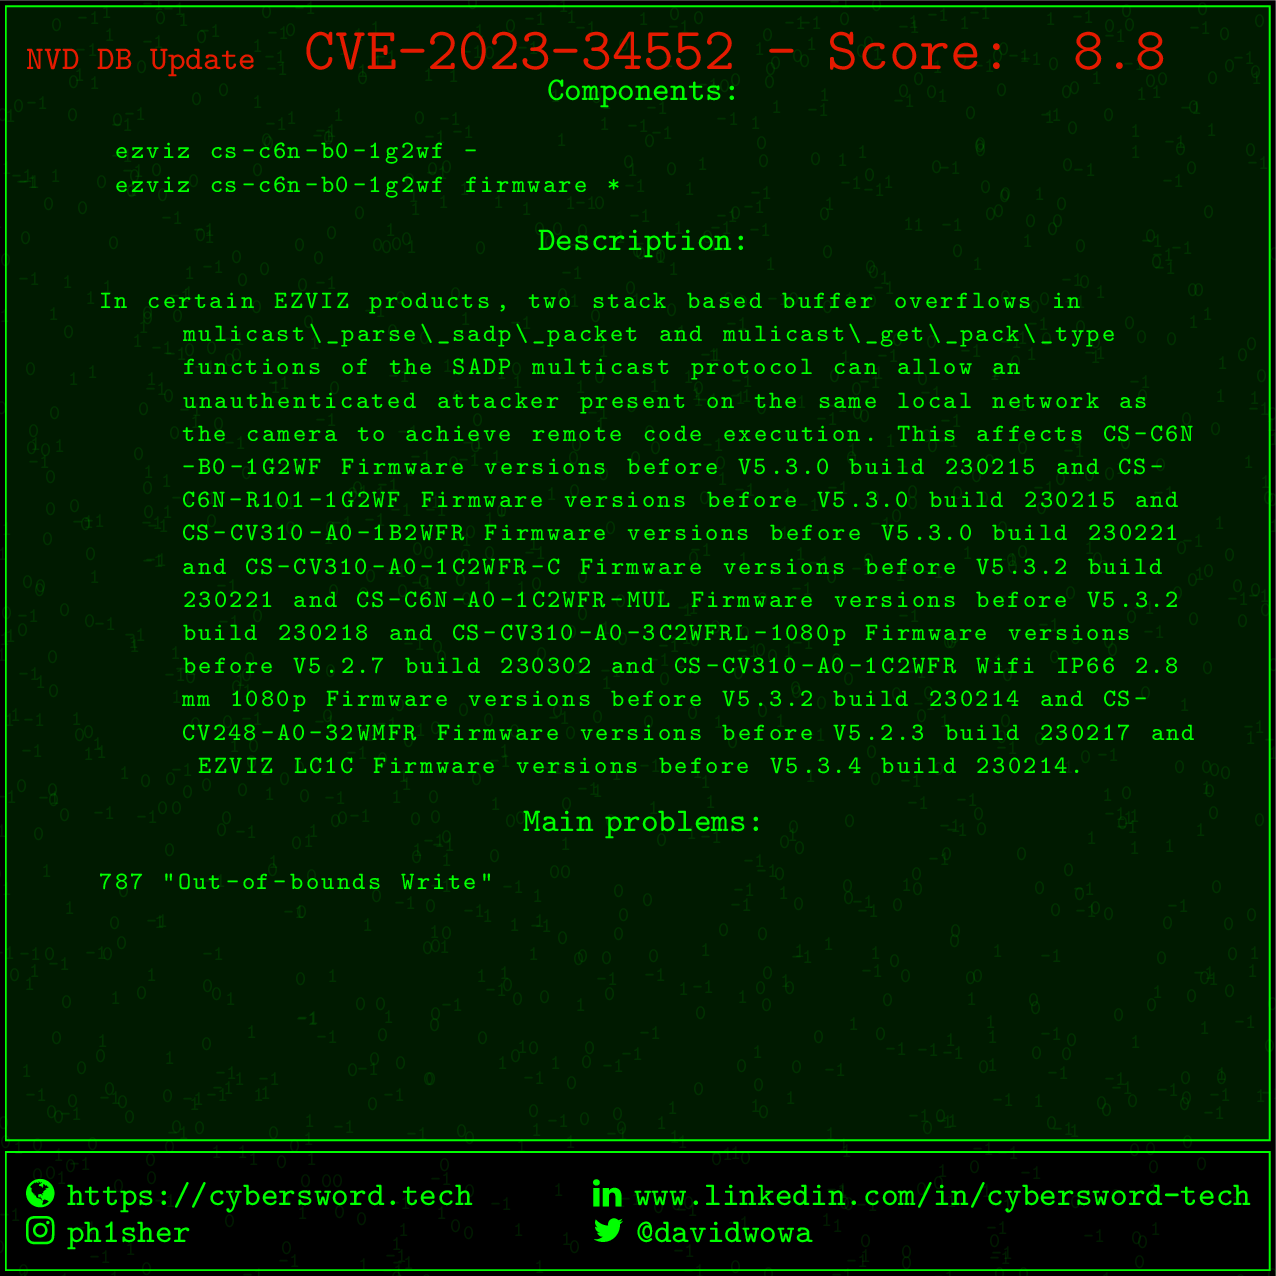 NVD DB Update CVE-2023-34552 - Score: 8.8
Components:
ezviz cs-c6n-b0-1g2wf -
ezviz cs-c6n-b0-1g2wf firmware *
Description:
In certain EZVIZ products, two stack based buffer overflows in
mulicast\_parse\_sadp\_packet and mulicast\_get\_pack\_type
functions of the SADP multicast protocol can allow an
unauthenticated attacker present on the same local network as
the camera to achieve remote code execution. This affects CS-C6N
-B0-1G2WF Firmware versions before V5.3.0 build 230215 and CS-
C6N-R101-1G2WF Firmware versions before V5.3.0 build 230215 and
CS-CV310-A0-1B2WFR Firmware versions before V5.3.0 build 230221
and CS-CV310-A0-1C2WFR-C Firmware versions before V5.3.2 build
230221 and CS-C6N-A0-1C2WFR-MUL Firmware versions before V5.3.2
build 230218 and CS-CV310-A0-3C2WFRL-1080p Firmware versions
before V5.2.7 build 230302 and CS-CV310-A0-1C2WFR Wifi IP66 2.8
mm 1080p Firmware versions before V5.3.2 build 230214 and CS-
CV248-A0-32WMFR Firmware versions before V5.2.3 build 230217 and
EZVIZ LC1C Firmware versions before V5.3.4 build 230214.
Main problems:
787 "Out-of-bounds Write"
https://cybersword.tech
www.linkedin.com/in/cybersword-tech
ph1sher
@davidwowa